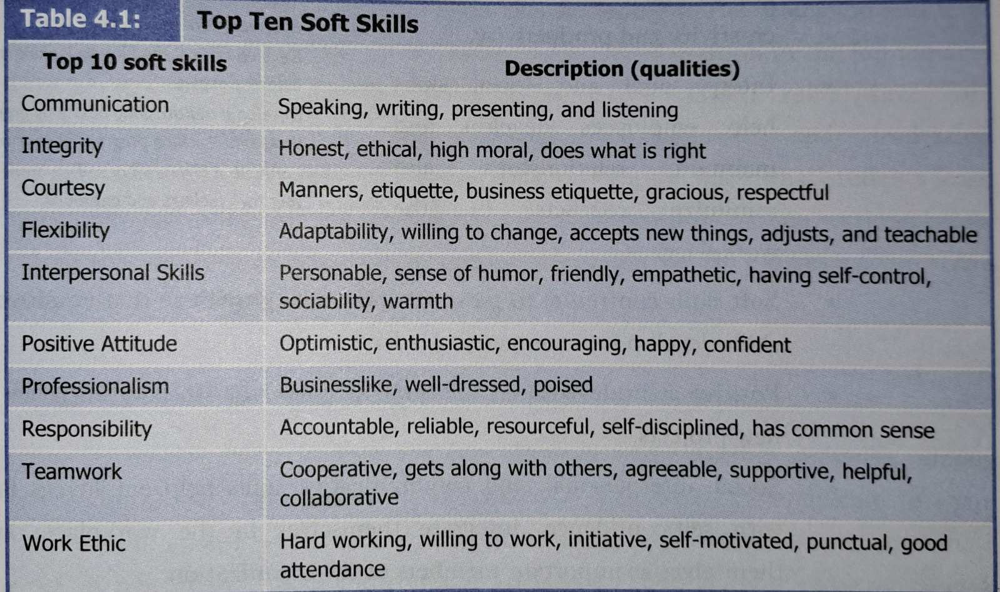 Table 4.1: Top Ten Soft Skills
Top 10 soft skills Description (qualities)
Communication Speaking, writing, presenting, and listening
Integrity Honest, ethical, high moral, does what is right
Courtesy Manners, etiquette, business etiquette, gracious, respectful
Flexibility Adaptability, willing to change, accepts new things, adjusts, and teachable
Interpersonal Skills Personable, sense of humor, friendly, empathetic, having self-control,
sociability, warmth
Positive Attitude Optimistic, enthusiastic, encouraging, happy, confident
Professionalism Businesslike, well-dressed, poised
Responsibility Accountable, reliable, resourceful, self-disciplined, has common sense
Teamwork Cooperative, gets along with others, agreeable, supportive, helpful,
collaborative
Work Ethic Hard working, willing to work, initiative, self-motivated, punctual, good
attendance